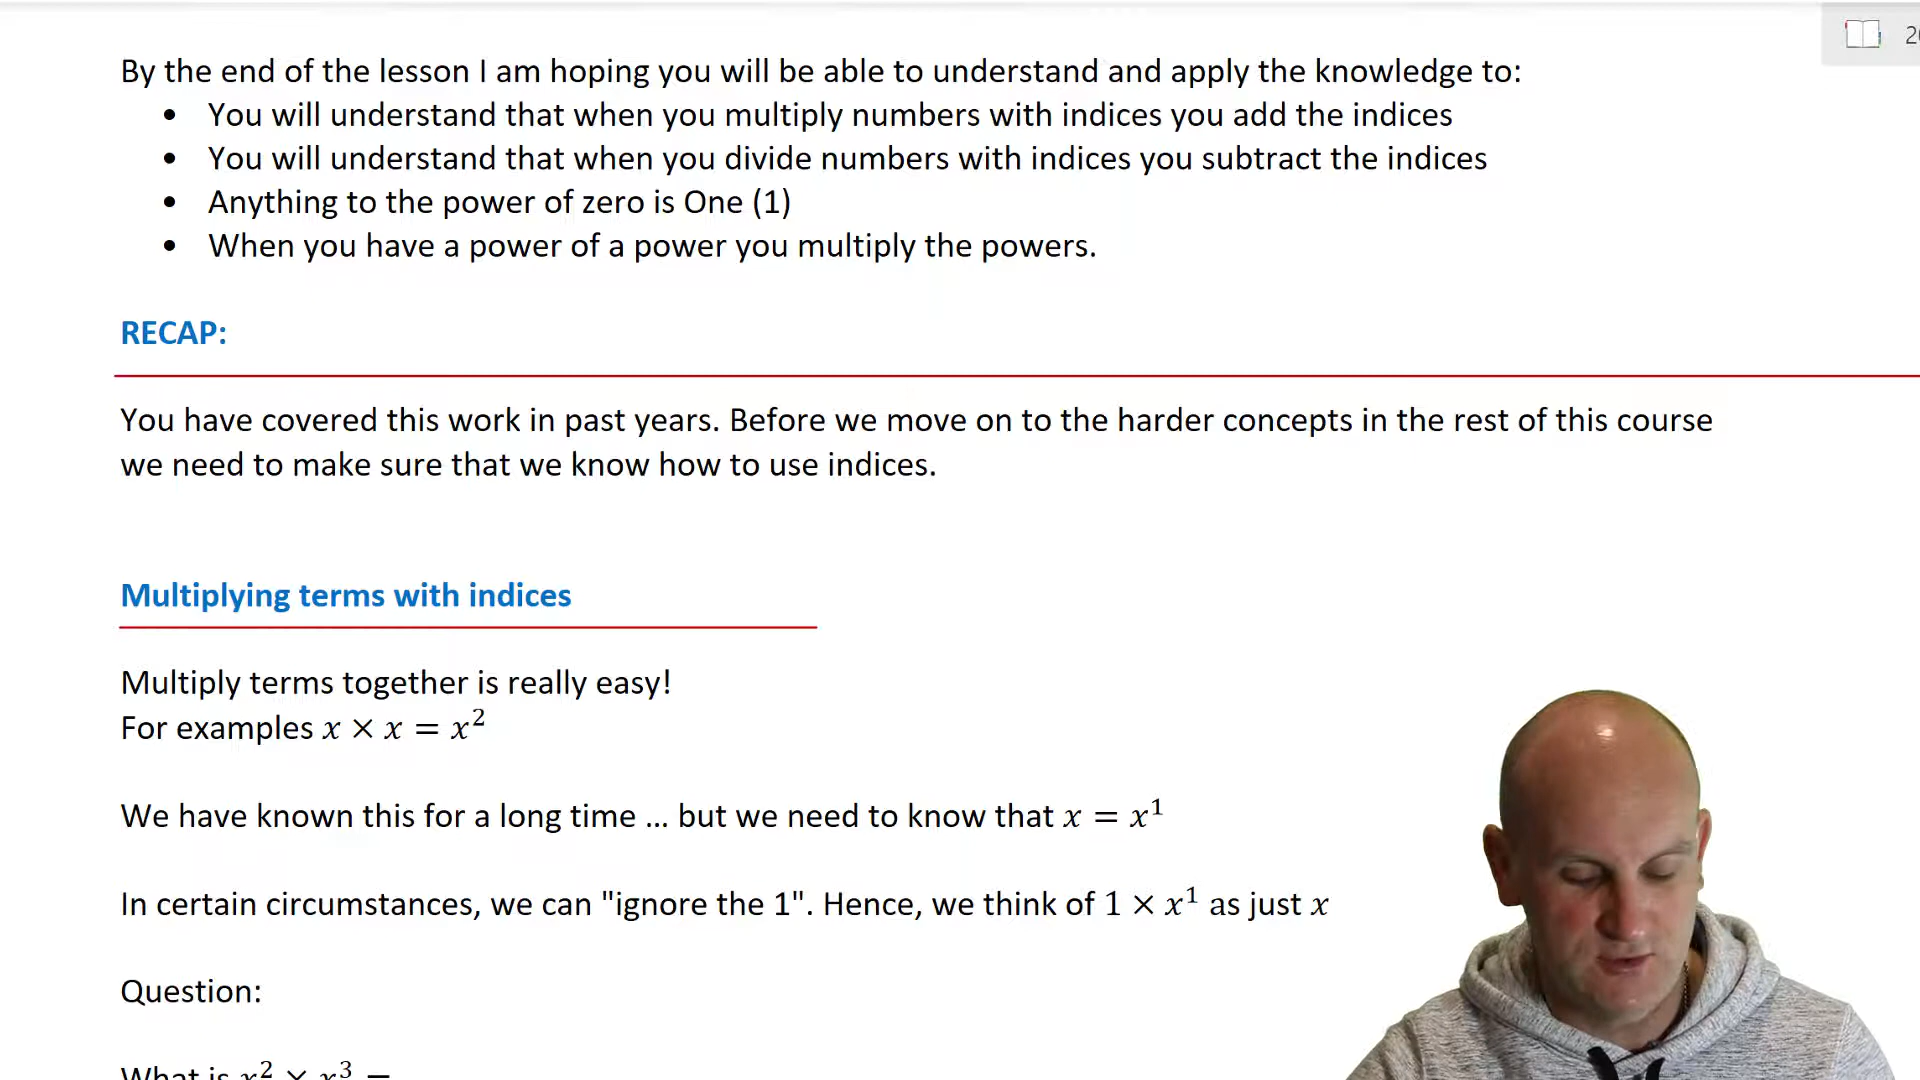 By the end of the lesson I am hoping you will be able to understand and apply the knowledge to:
• You will understand that when you multiply numbers with indices you add the indices
• You will understand that when you divide numbers with indices you subtract the indices
• Anything to the power of zero is One (1)
• When you have a power of a power you multiply the powers.
RECAP:
You have covered this work in past years. Before we move on to the harder concepts in the rest of this course
we need to make sure that we know how to use indices.
Multiplying terms with indices
Multiply terms together is really easy!
For examples x × x = x²
We have known this for a long time ... but we need to know that x = x¹
In certain circumstances, we can "ignore the 1". Hence, we think of 1 × x¹ as just x
Question:
What is x² × x³ =